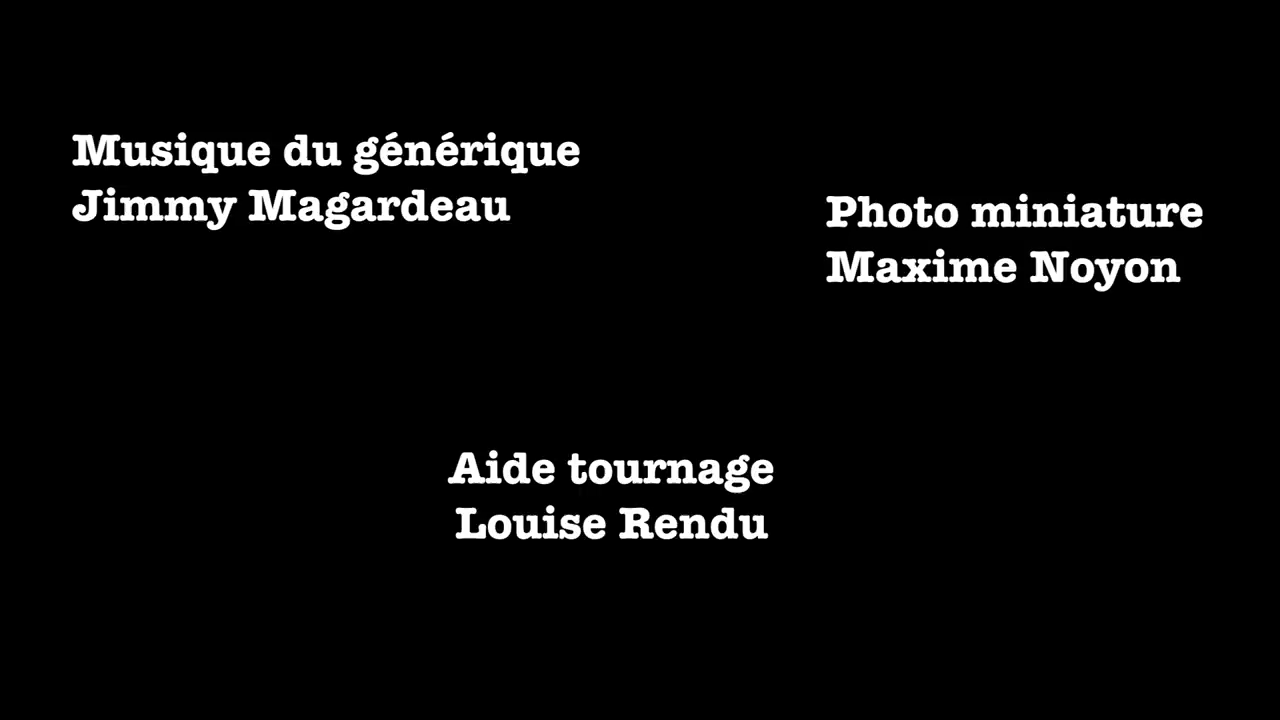 Musique du générique
Jimmy Magardeau
Photo miniature
Maxime Noyon
Aide tournage
Louise Rendu